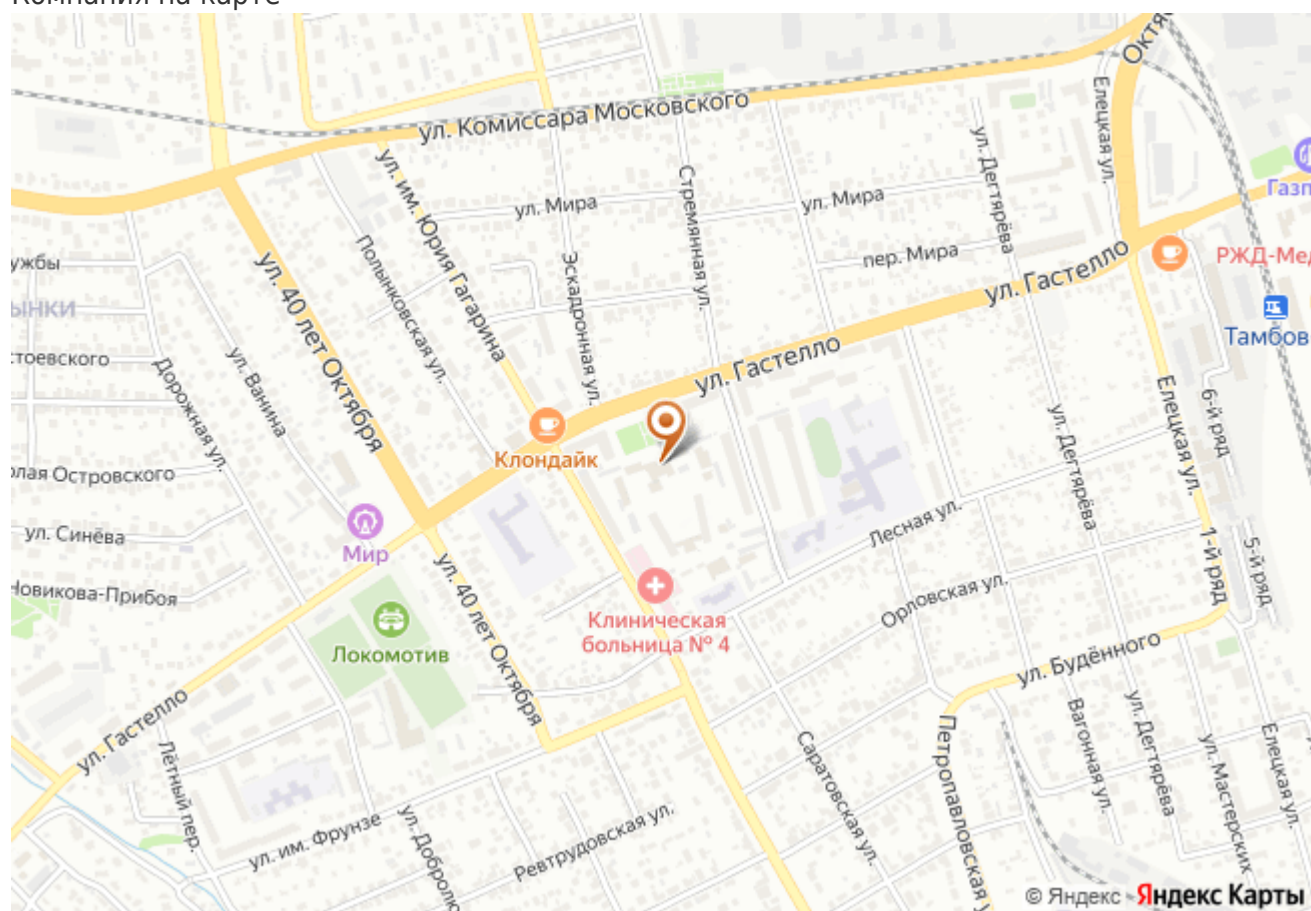 Компания на карте
Октя
ул. Комиссара Московского
Елецкая ул.
ул. Дегтярёва
ул. им. Юрия Гагарина
Стремянная ул.
ул. Мира
ул. Мира
Газп
пер. Мира
ул. Гастелло
РЖД-Мед
Тамбов
ужбы
ЫНКИ
ул. 40 лет Октября
Полынковская ул.
Эскадронная ул.
стоевского
ул. Ванина
Дорожная ул.
ул. Гастелло
Елецкая ул.
6-й ряд
ул. Дегтярёва
Клондайк
олая Островского
Лесная ул.
ул. Синёва
Мир
1-й ряд
5-й ряд
Новикова-Прибоя
ул. 40 лет Октября
Орловская ул.
Клиническая
больница № 4
Локомотив
ул. Будённого
ул. Гастелло
Лётный пер.
Саратовская ул.
Петропавловская у
Вагонная ул.
ул. Дегтярёва
ул. Мастерских
Елецкая ул.
ул. им. Фрунзе
ул. Добролю
Ревтрудовская ул.
© Яндекс Яндекс Карты